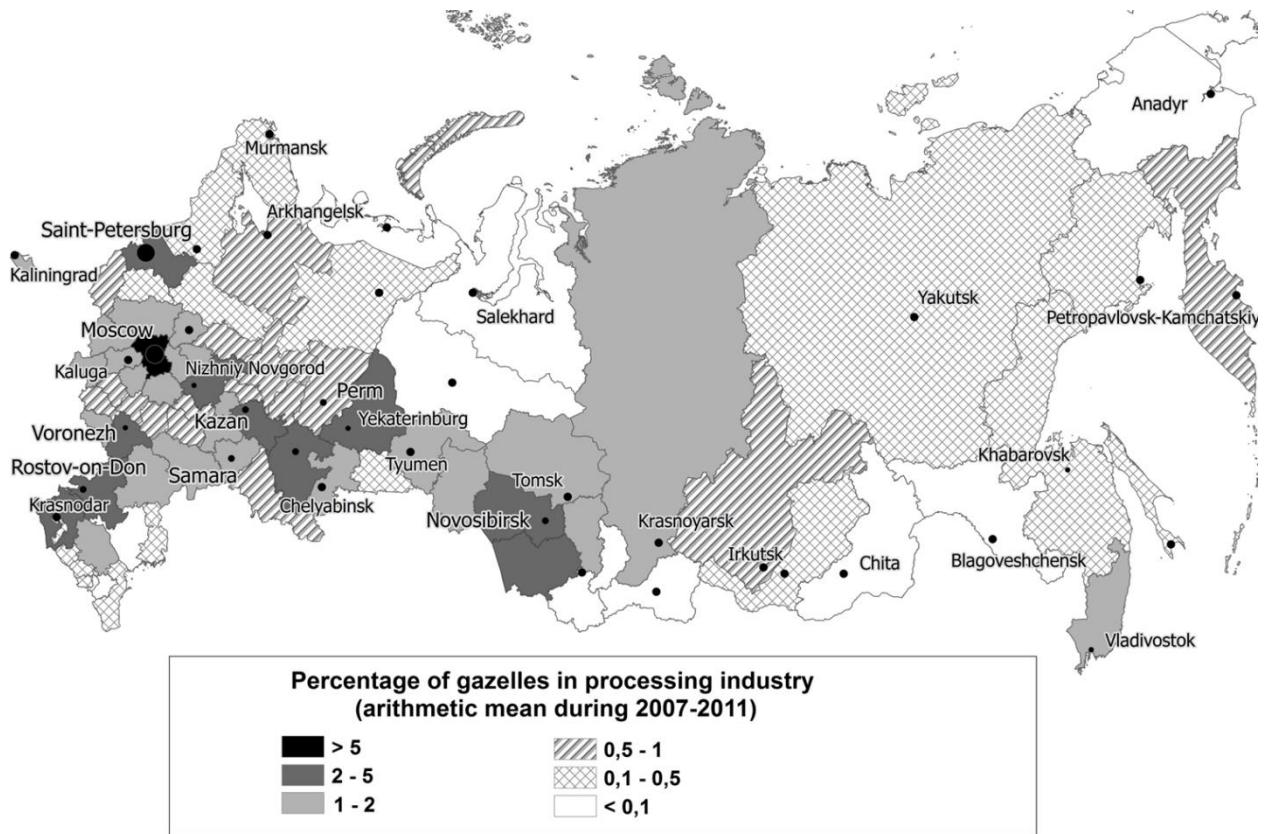 Anadyr
Murmansk
Arkhangelsk
Saint-Petersburg
Kaliningrad
Yakutsk
Salekhard
Petropavlovsk-Kamchatskiy
Moscow
Kaluga
Nizhniy Novgorod
Perm
Kazan
Yekaterinburg
Voronezh
Rostov-on-Don
Samara
Tyumen
Khabarovsk
Tomsk
Krasnodar
Chelyabinsk
Novosibirsk
Krasnoyarsk
Irkutsk
Chita
Blagoveshchensk
Vladivostok
Percentage of gazelles in processing industry
(arithmetic mean during 2007-2011)
> 5
2 - 5
1 - 2
0,5 - 1
0,1 - 0,5
< 0,1